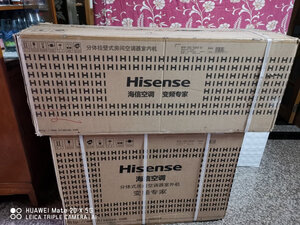 分体挂壁式房间空调器室内机
Hisense
海信空调 变频专家
Hisense
海信空调
分体式房间空调器室外机
变频专家
HUAWEI Mate 20 X 5G
LEICA TRIPLE CAMERA | AI